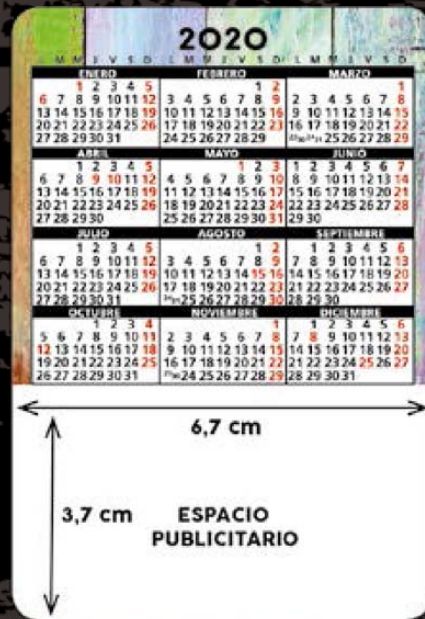 2020
L M M J V S D L M M J V S D L M M J V S D
ENERO FEBRERO MARZO
1 2 3 4 5 1 2 1
6 7 8 9 10 11 12 3 4 5 6 7 8 9 2 3 4 5 6 7 8
13 14 15 16 17 18 19 10 11 12 13 14 15 16 9 10 11 12 13 14 15
20 21 22 23 24 25 26 17 18 19 20 21 22 23 16 17 18 19 20 21 22
27 28 29 30 31 24 25 26 27 28 29 23/30 24/31 25 26 27 28 29
ABRIL MAYO JUNIO
1 2 3 4 5 1 2 3 1 2 3 4 5 6 7
6 7 8 9 10 11 12 4 5 6 7 8 9 10 8 9 10 11 12 13 14
13 14 15 16 17 18 19 11 12 13 14 15 16 17 15 16 17 18 19 20 21
20 21 22 23 24 25 26 18 19 20 21 22 23 24 22 23 24 25 26 27 28
27 28 29 30 25 26 27 28 29 30 31 29 30
JULIO AGOSTO SEPTIEMBRE
1 2 3 4 5 1 2 1 2 3 4 5 6
6 7 8 9 10 11 12 3 4 5 6 7 8 9 7 8 9 10 11 12 13
13 14 15 16 17 18 19 10 11 12 13 14 15 16 14 15 16 17 18 19 20
20 21 22 23 24 25 26 17 18 19 20 21 22 23 21 22 23 24 25 26 27
27 28 29 30 31 24/31 25 26 27 28 29 30 28 29 30
OCTUBRE NOVIEMBRE DICIEMBRE
1 2 3 4 1 1 2 3 4 5 6
5 6 7 8 9 10 11 2 3 4 5 6 7 8 7 8 9 10 11 12 13
12 13 14 15 16 17 18 9 10 11 12 13 14 15 14 15 16 17 18 19 20
19 20 21 22 23 24 25 16 17 18 19 20 21 22 21 22 23 24 25 26 27
26 27 28 29 30 31 23/30 24 25 26 27 28 29 28 29 30 31
6,7 cm
3,7 cm
ESPACIO
PUBLICITARIO